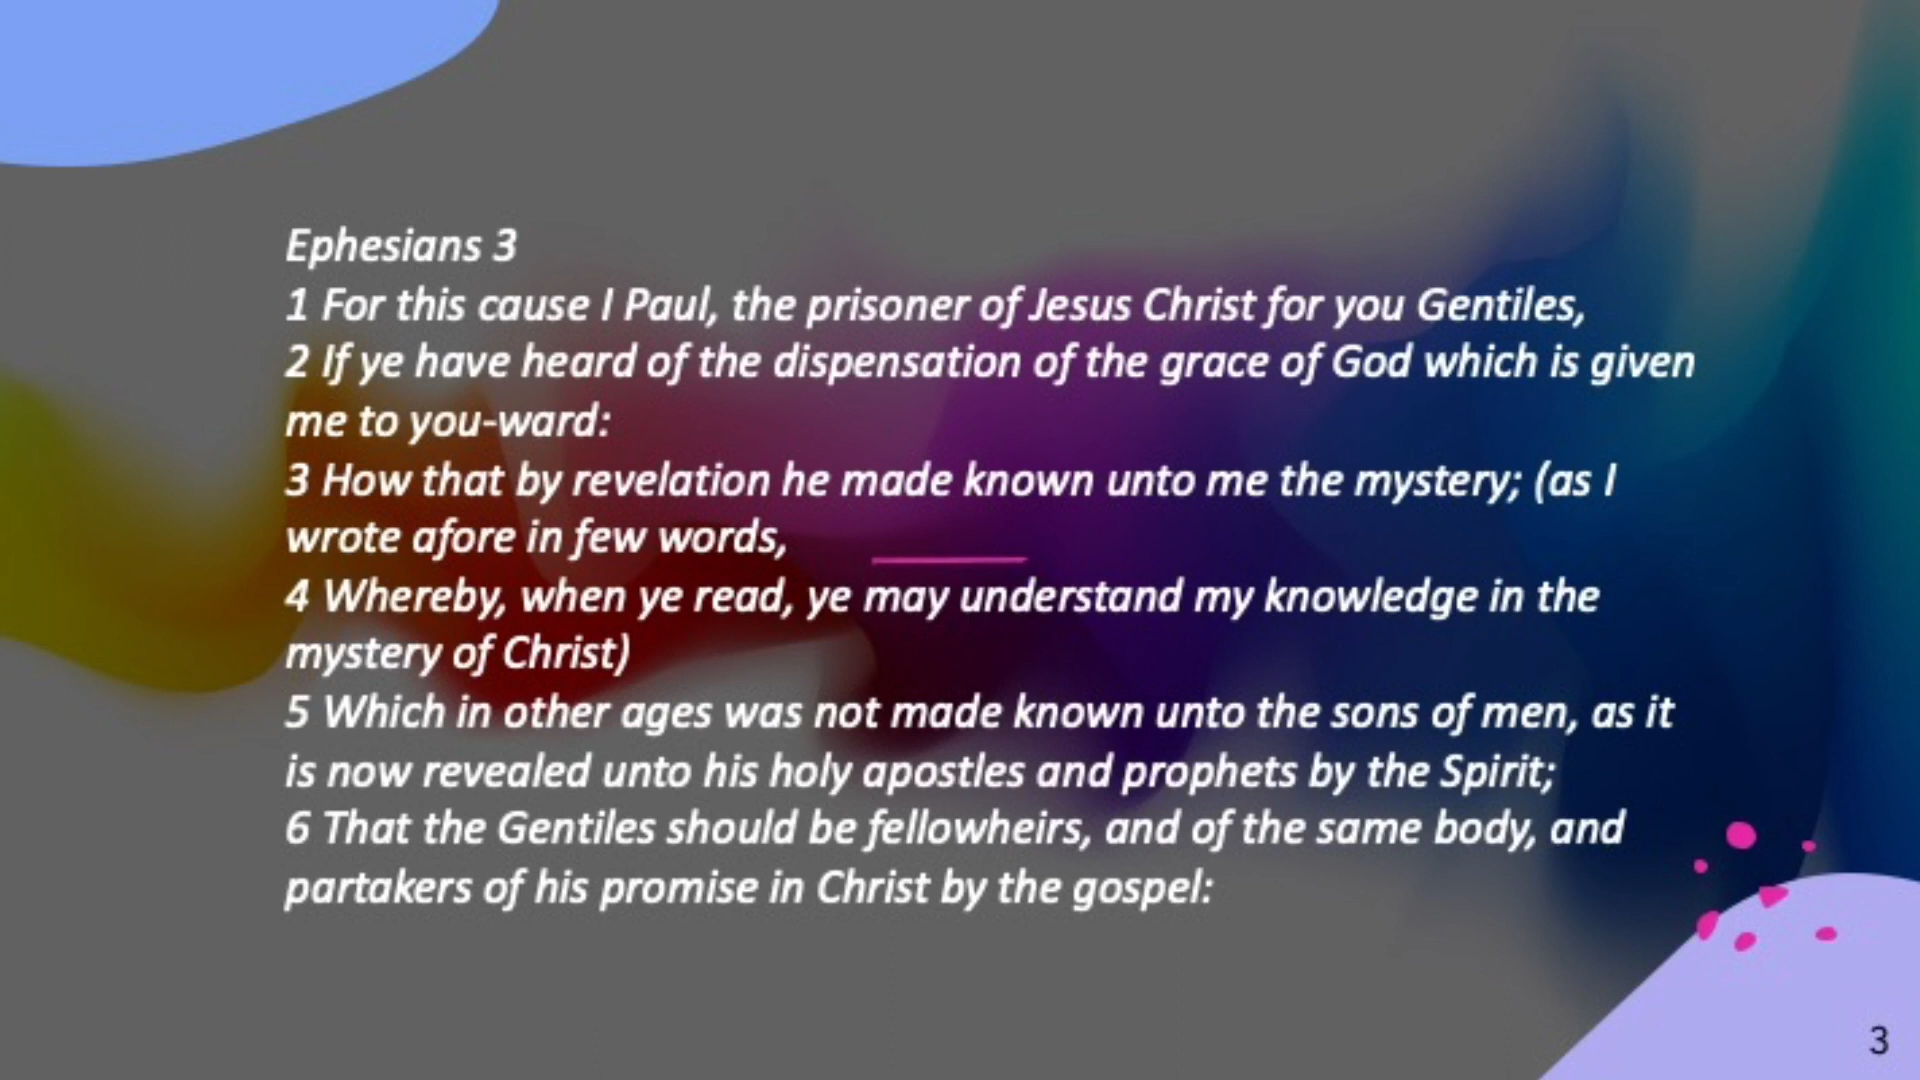 Ephesians 3
1 For this cause I Paul, the prisoner of Jesus Christ for you Gentiles,
2 If ye have heard of the dispensation of the grace of God which is given
me to you-ward:
3 How that by revelation he made known unto me the mystery; (as I
wrote afore in few words,
4 Whereby, when ye read, ye may understand my knowledge in the
mystery of Christ)
5 Which in other ages was not made known unto the sons of men, as it
is now revealed unto his holy apostles and prophets by the Spirit;
6 That the Gentiles should be fellowheirs, and of the same body, and
partakers of his promise in Christ by the gospel:
3